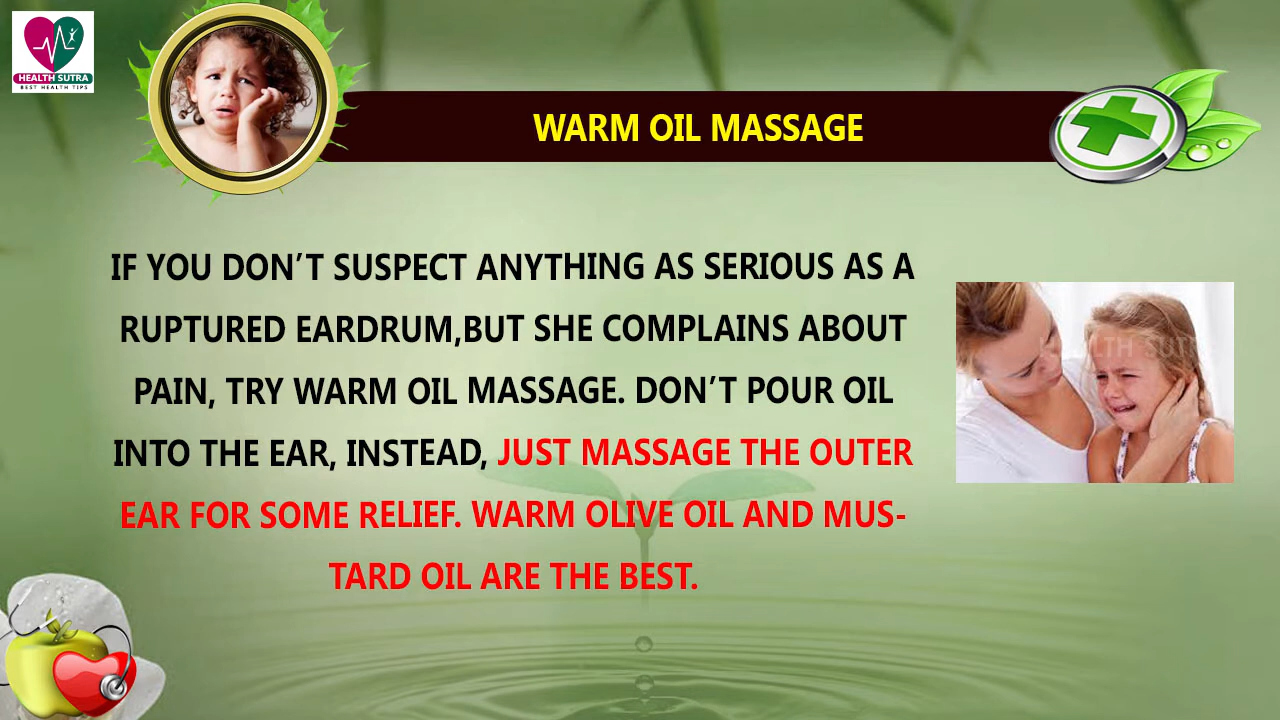 HEALTH SUTRA
BEST HEALTH TIPS
WARM OIL MASSAGE
IF YOU DON'T SUSPECT ANYTHING AS SERIOUS AS A
RUPTURED EARDRUM,BUT SHE COMPLAINS ABOUT
PAIN, TRY WARM OIL MASSAGE. DON'T POUR OIL
INTO THE EAR, INSTEAD, JUST MASSAGE THE OUTER
EAR FOR SOME RELIEF. WARM OLIVE OIL AND MUS-
TARD OIL ARE THE BEST.
HEALTH SUTRA